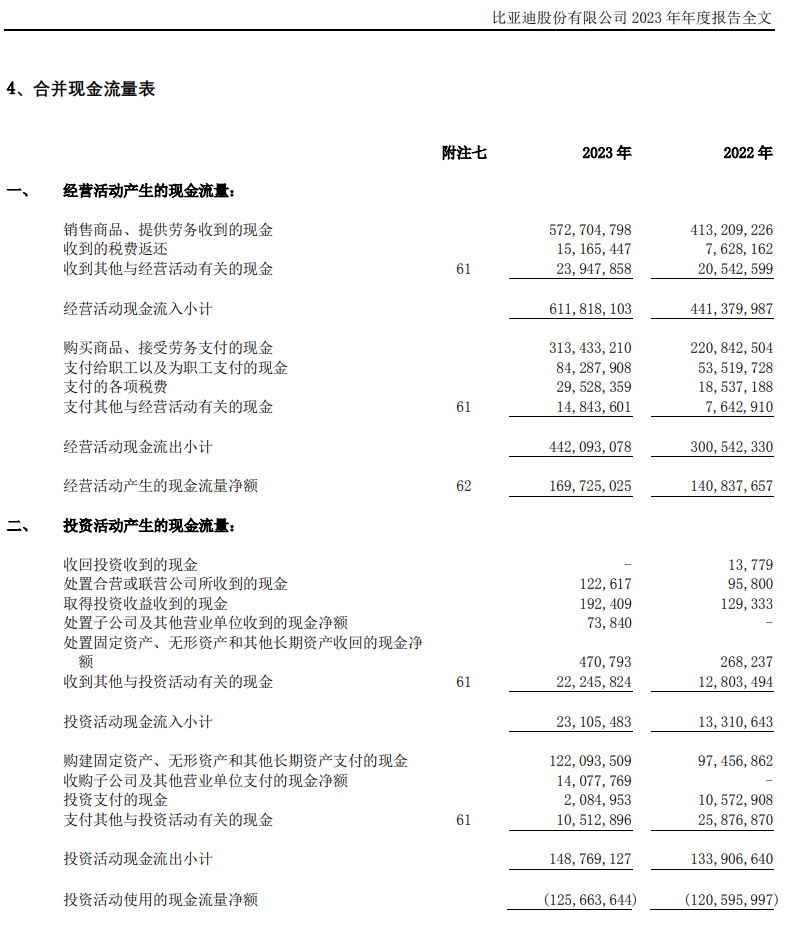 比亚迪股份有限公司 2023 年年度报告全文
4、合并现金流量表
附注七 2023 年 2022 年
一、 经营活动产生的现金流量：
销售商品、提供劳务收到的现金 572,704,798 413,209,226
收到的税费返还 15,165,447 7,628,162
收到其他与经营活动有关的现金 61 23,947,858 20,542,599
经营活动现金流入小计 611,818,103 441,379,987
购买商品、接受劳务支付的现金 313,433,210 220,842,504
支付给职工以及为职工支付的现金 84,287,908 53,519,728
支付的各项税费 29,528,359 18,537,188
支付其他与经营活动有关的现金 61 14,843,601 7,642,910
经营活动现金流出小计 442,093,078 300,542,330
经营活动产生的现金流量净额 62 169,725,025 140,837,657
二、 投资活动产生的现金流量：
收回投资收到的现金 – 13,779
处置合营或联营公司所收到的现金 122,617 95,800
取得投资收益收到的现金 192,409 129,333
处置子公司及其他营业单位收到的现金净额 73,840 –
处置固定资产、无形资产和其他长期资产收回的现金净
额 470,793 268,237
收到其他与投资活动有关的现金 61 22,245,824 12,803,494
投资活动现金流入小计 23,105,483 13,310,643
购建固定资产、无形资产和其他长期资产支付的现金 122,093,509 97,456,862
收购子公司及其他营业单位支付的现金净额 14,077,769 –
投资支付的现金 2,084,953 10,572,908
支付其他与投资活动有关的现金 61 10,512,896 25,876,870
投资活动现金流出小计 148,769,127 133,906,640
投资活动使用的现金流量净额 (125,663,644) (120,595,997)